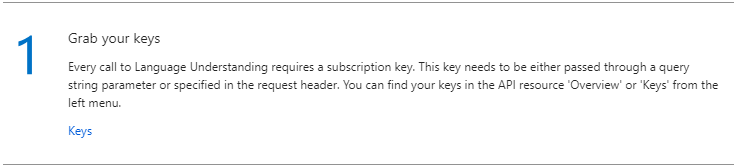 1
Grab your keys
Every call to Language Understanding requires a subscription key. This key needs to be either passed through a query
string parameter or specified in the request header. You can find your keys in the API resource 'Overview' or 'Keys' from the
left menu.
Keys